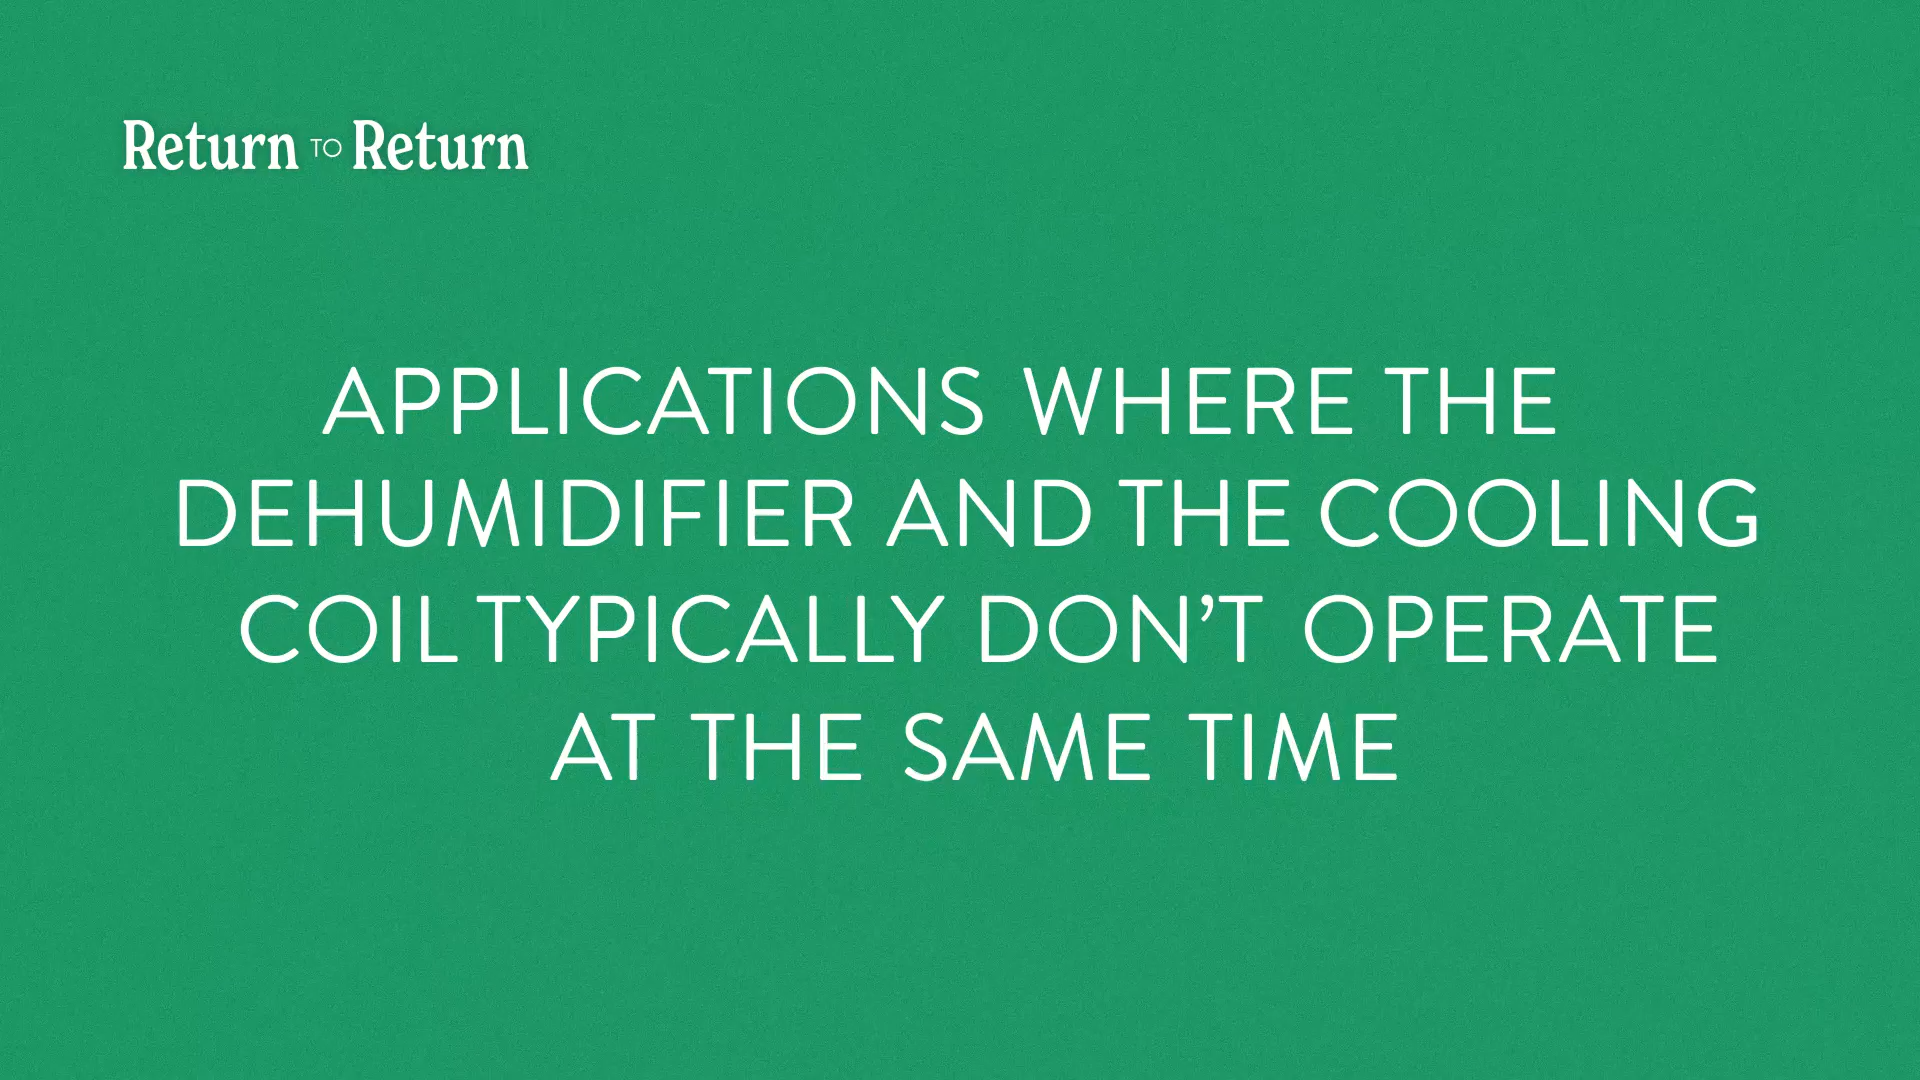 Return TO Return
APPLICATIONS WHERE THE
DEHUMIDIFIER AND THE COOLING
COIL TYPICALLY DON’T OPERATE
AT THE SAME TIME